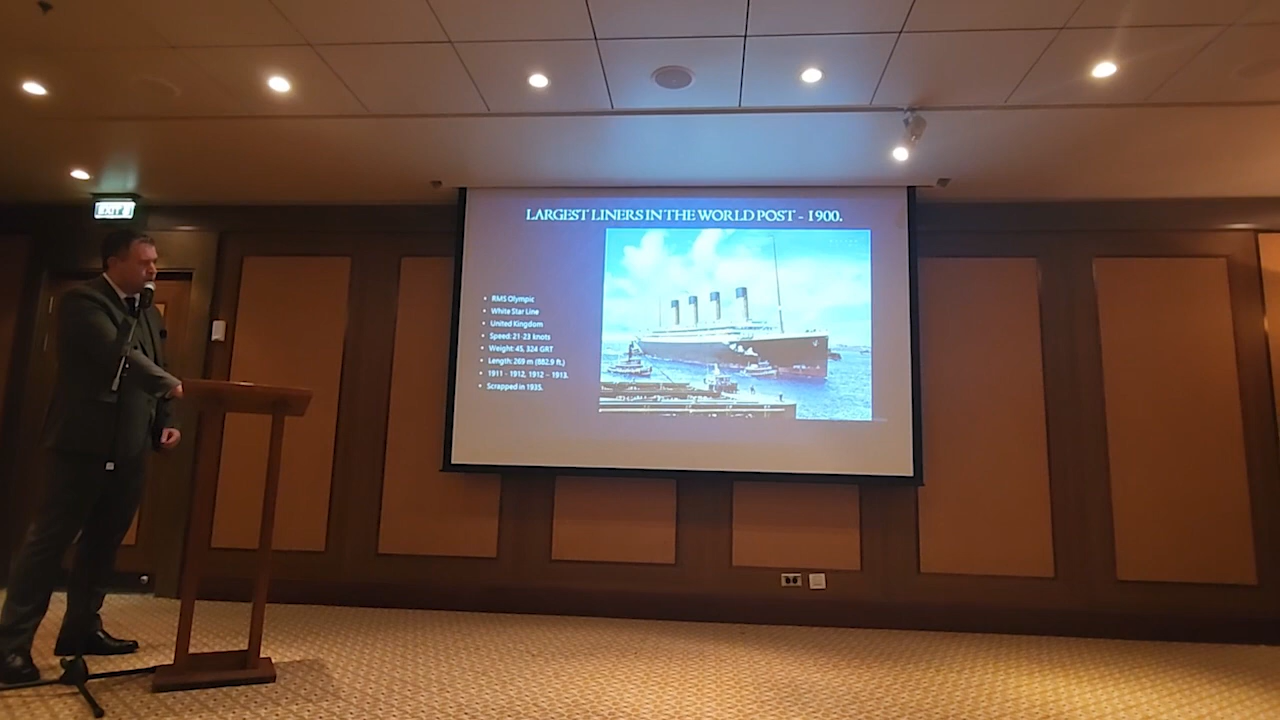 EXIT
LARGEST LINERS IN THE WORLD POST - 1900.
• RMS Olympic
• White Star Line
• United Kingdom
• Speed: 21-23 knots
• Weight: 45, 324 GRT
• Length: 269 m (882.9 ft.)
• 1911 - 1912, 1912 – 1913.
• Scrapped in 1935.